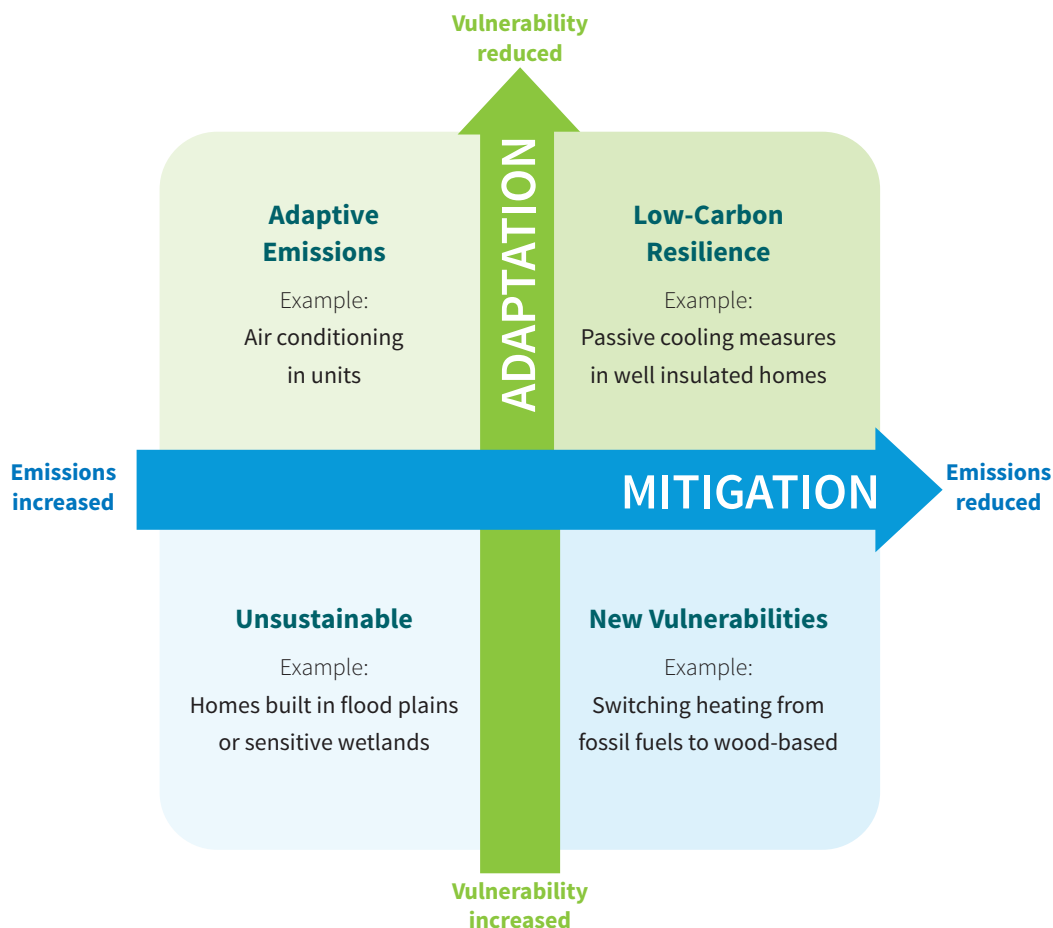 Vulnerability
reduced
ADAPTATION
Adaptive
Emissions
Example:
Air conditioning
in units
Low-Carbon
Resilience
Example:
Passive cooling measures
in well insulated homes
Emissions
increased
MITIGATION
Emissions
reduced
Unsustainable
Example:
Homes built in flood plains
or sensitive wetlands
New Vulnerabilities
Example:
Switching heating from
fossil fuels to wood-based
Vulnerability
increased